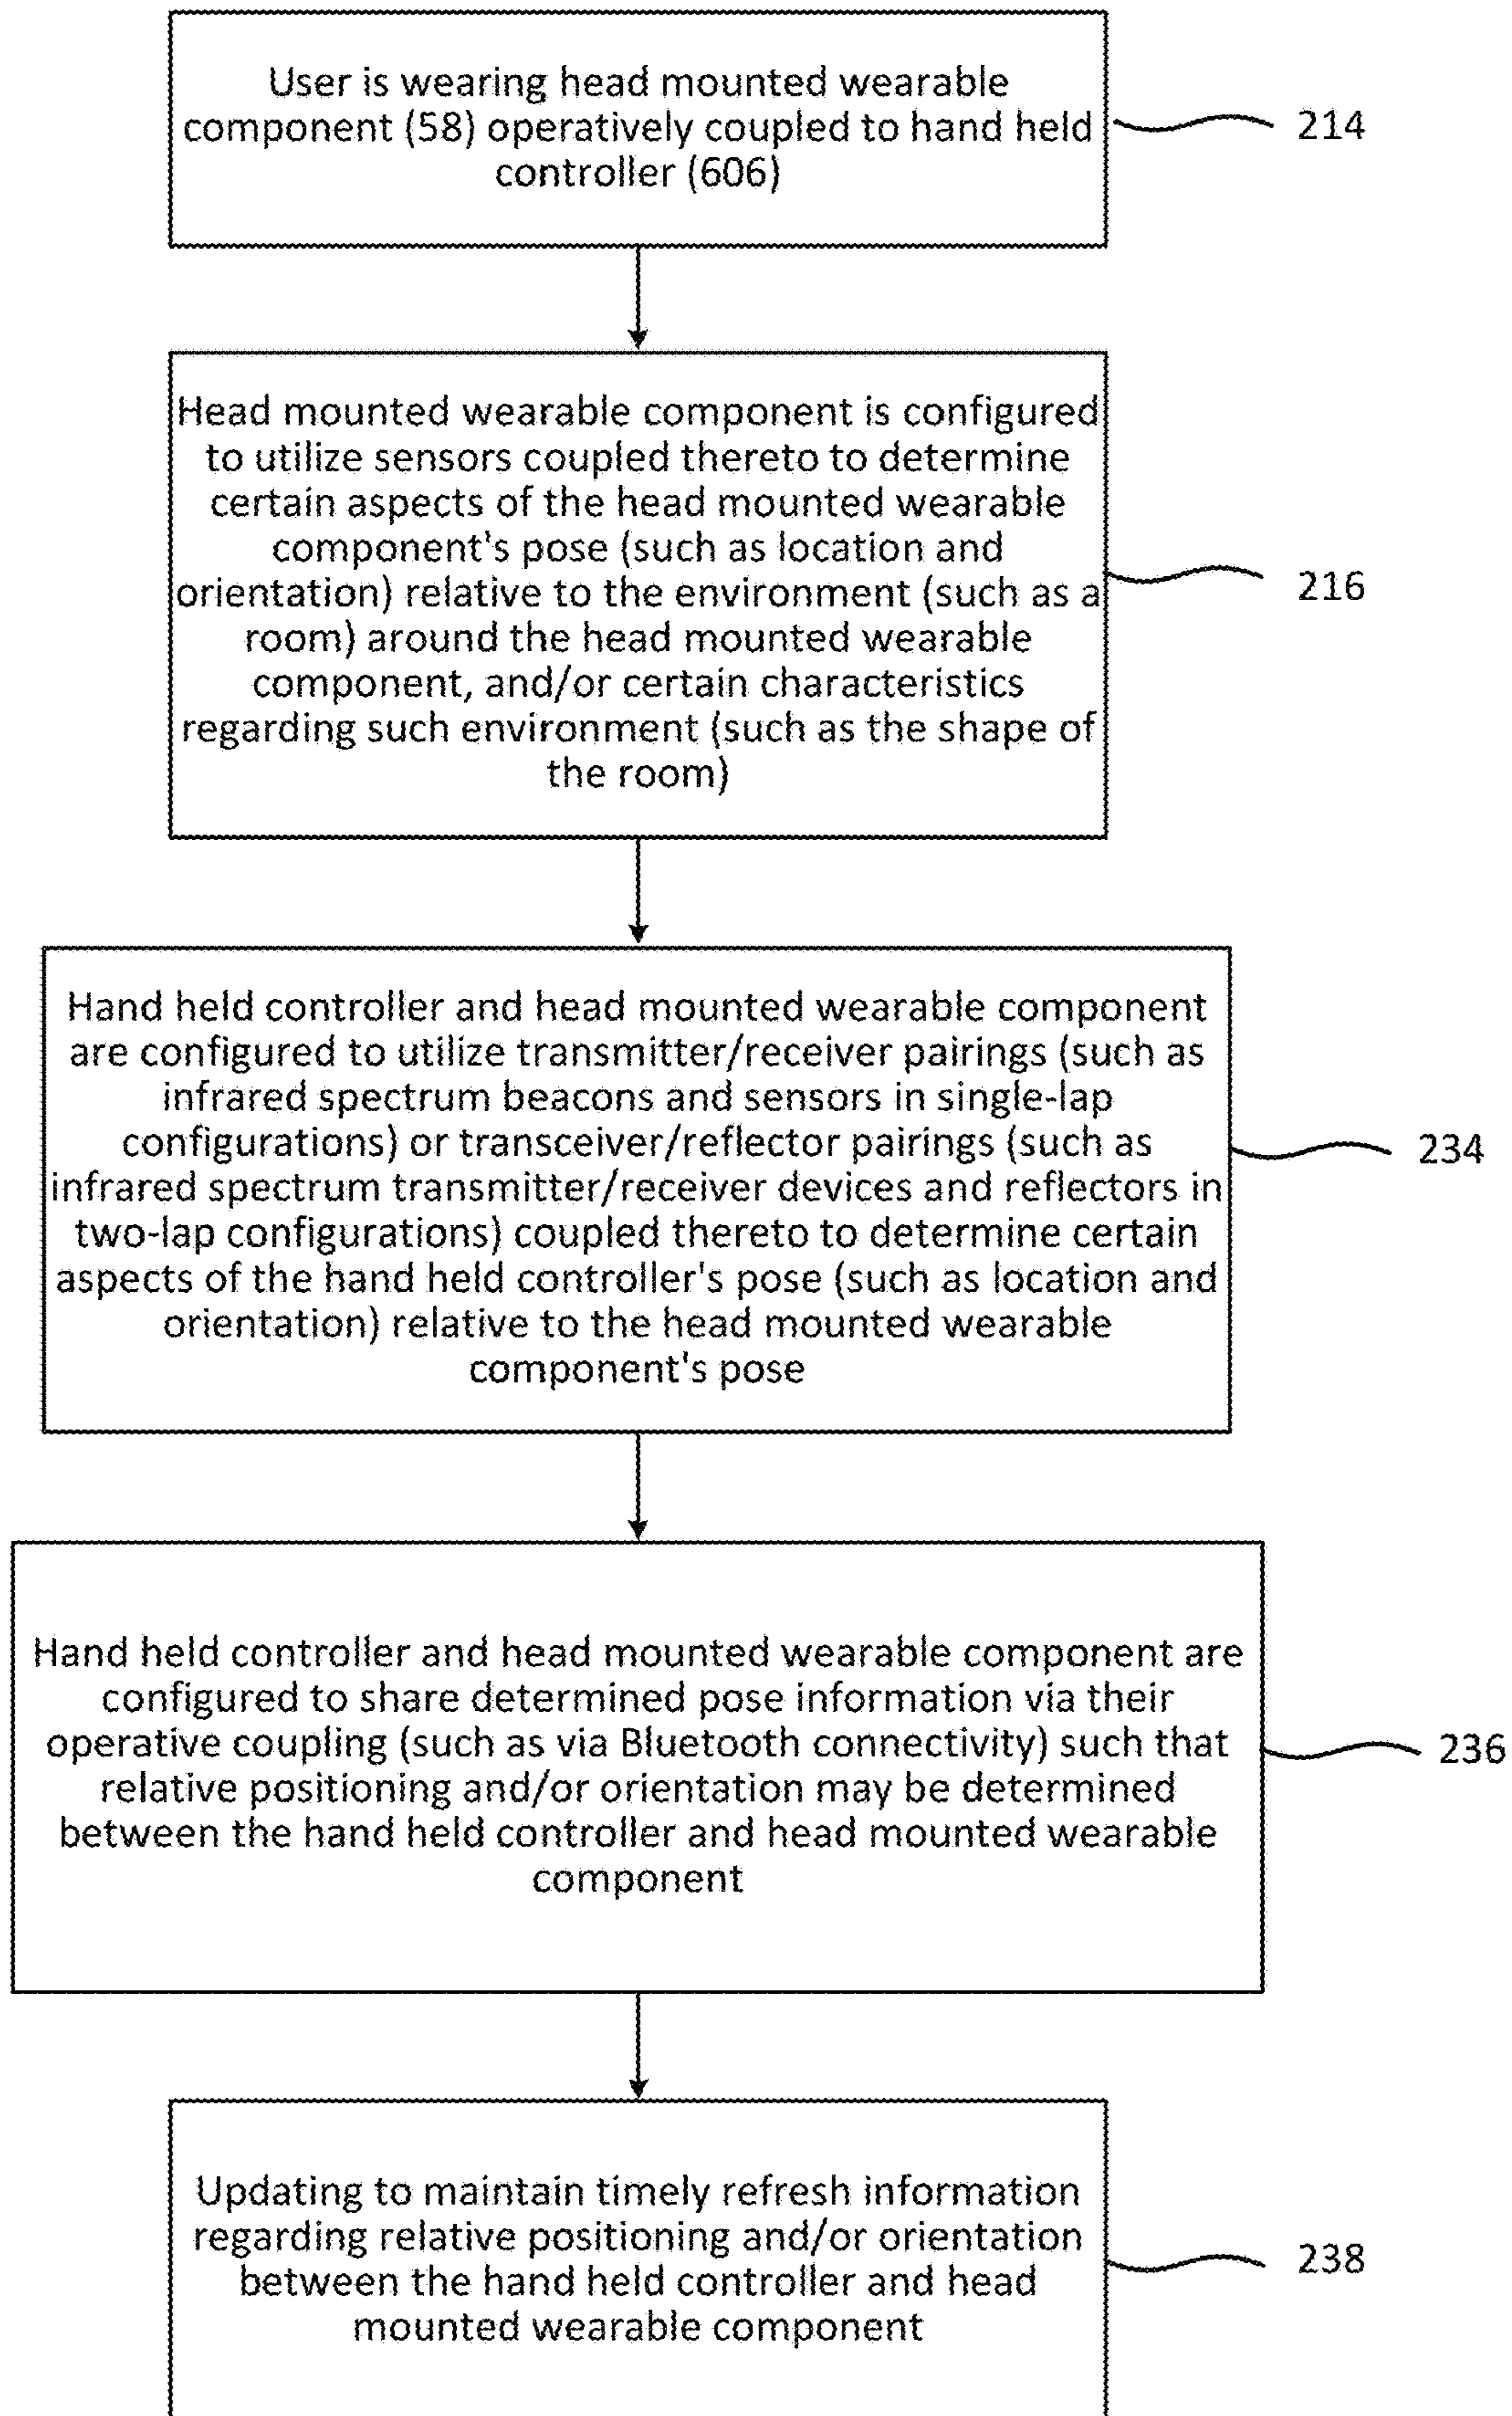 User is wearing head mounted wearable
component (58) operatively coupled to hand held
controller (606)
214
Head mounted wearable component is configured
to utilize sensors coupled thereto to determine
certain aspects of the head mounted wearable
component's pose (such as location and
orientation) relative to the environment (such as a
room) around the head mounted wearable
component, and/or certain characteristics
regarding such environment (such as the shape of
the room)
216
Hand held controller and head mounted wearable component
are configured to utilize transmitter/receiver pairings (such as
infrared spectrum beacons and sensors in single-lap
configurations) or transceiver/reflector pairings (such as
infrared spectrum transmitter/receiver devices and reflectors in
two-lap configurations) coupled thereto to determine certain
aspects of the hand held controller's pose (such as location and
orientation) relative to the head mounted wearable
component's pose
234
Hand held controller and head mounted wearable component are
configured to share determined pose information via their
operative coupling (such as via Bluetooth connectivity) such that
relative positioning and/or orientation may be determined
between the hand held controller and head mounted wearable
component
236
Updating to maintain timely refresh information
regarding relative positioning and/or orientation
between the hand held controller and head
mounted wearable component
238